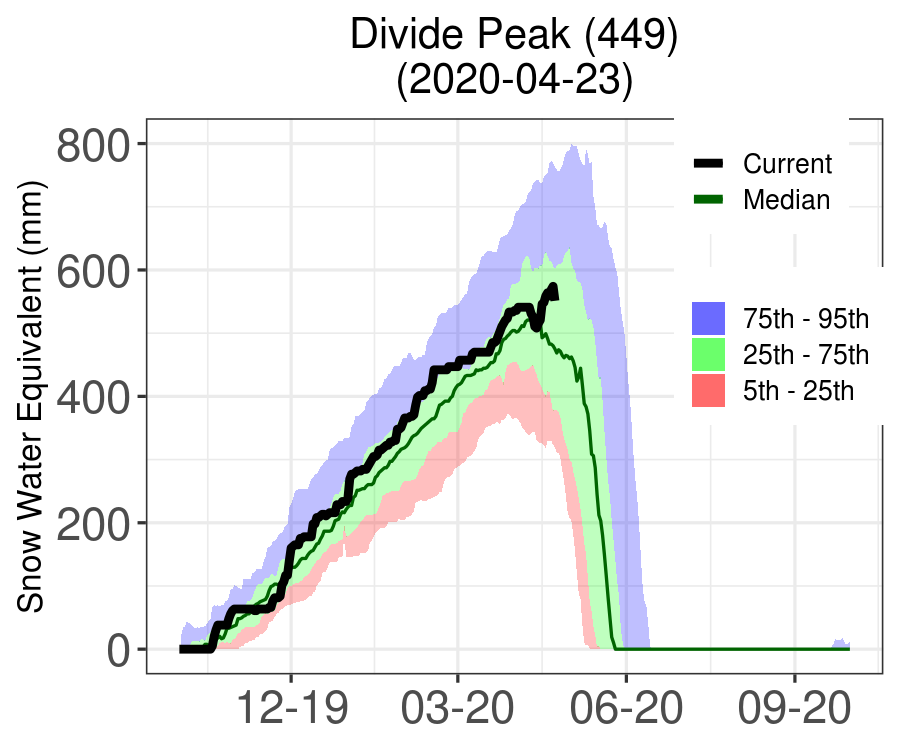 Divide Peak (449)
(2020-04-23)
Snow Water Equivalent (mm)
800
600
400
200
0
12-19
03-20
06-20
09-20
Current
Median
75th - 95th
25th - 75th
5th - 25th